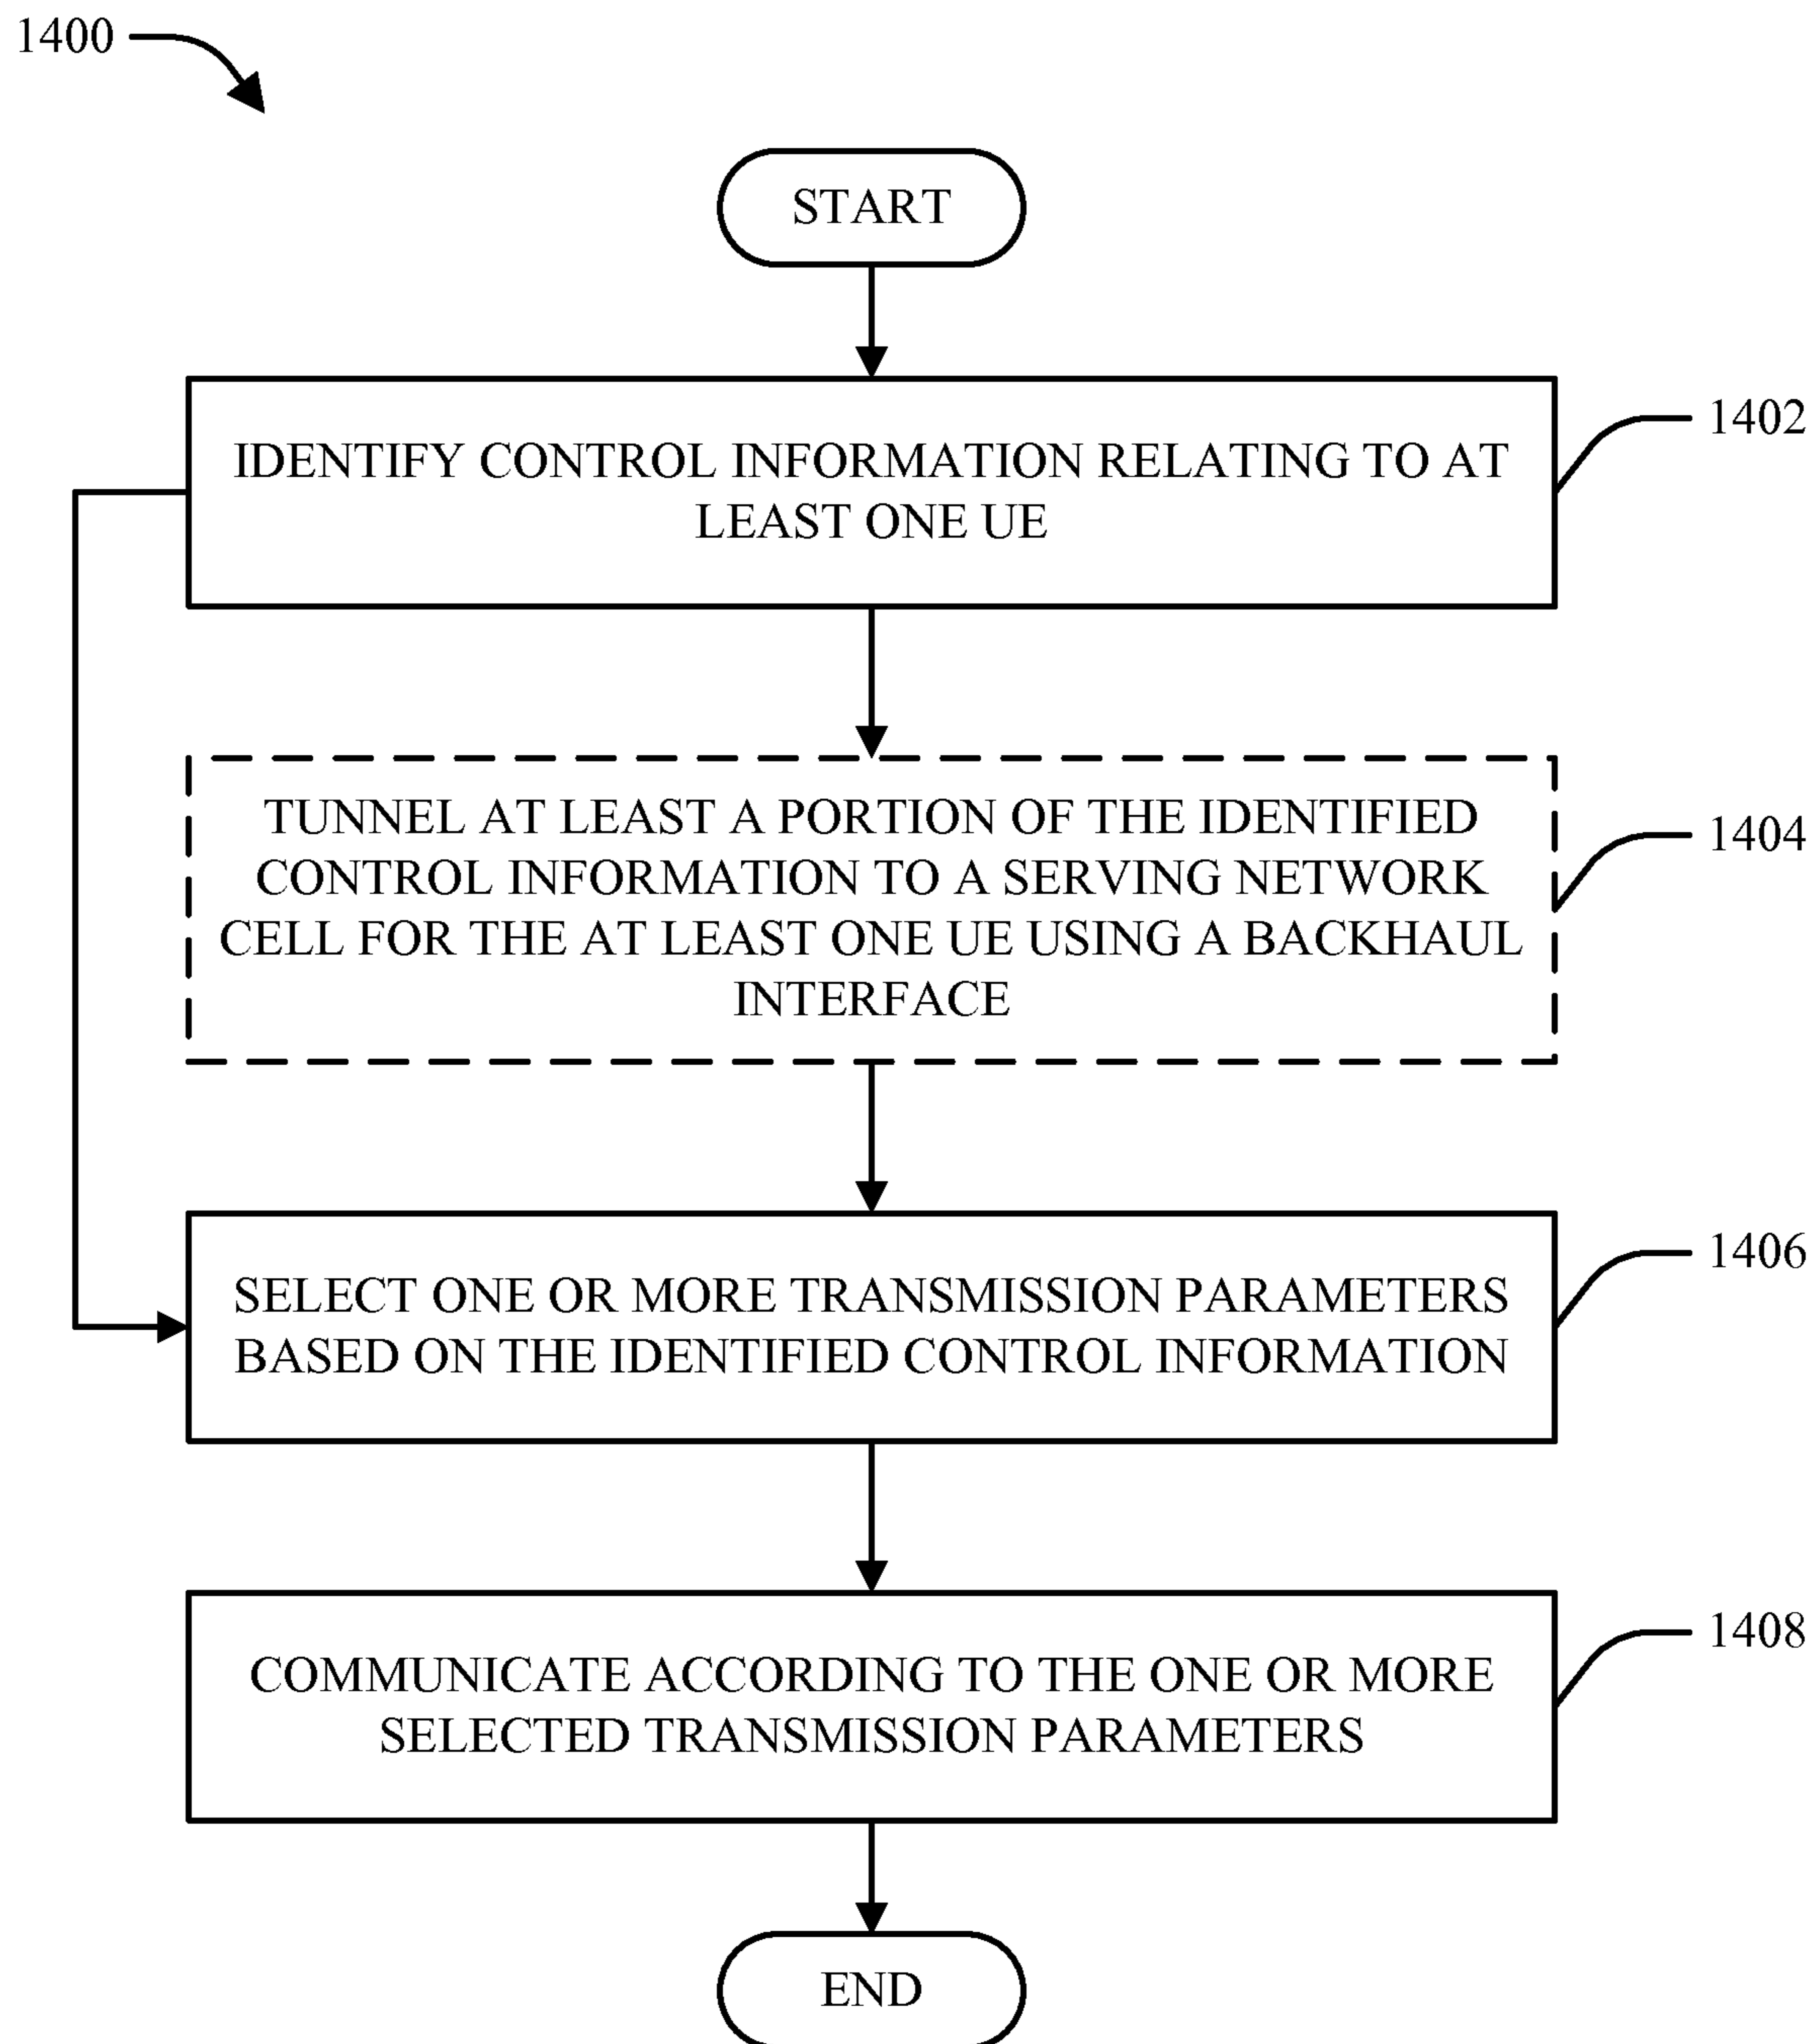 1400
START
IDENTIFY CONTROL INFORMATION RELATING TO AT
LEAST ONE UE
1402
TUNNEL AT LEAST A PORTION OF THE IDENTIFIED
CONTROL INFORMATION TO A SERVING NETWORK
CELL FOR THE AT LEAST ONE UE USING A BACKHAUL
INTERFACE
1404
SELECT ONE OR MORE TRANSMISSION PARAMETERS
BASED ON THE IDENTIFIED CONTROL INFORMATION
1406
COMMUNICATE ACCORDING TO THE ONE OR MORE
SELECTED TRANSMISSION PARAMETERS
1408
END